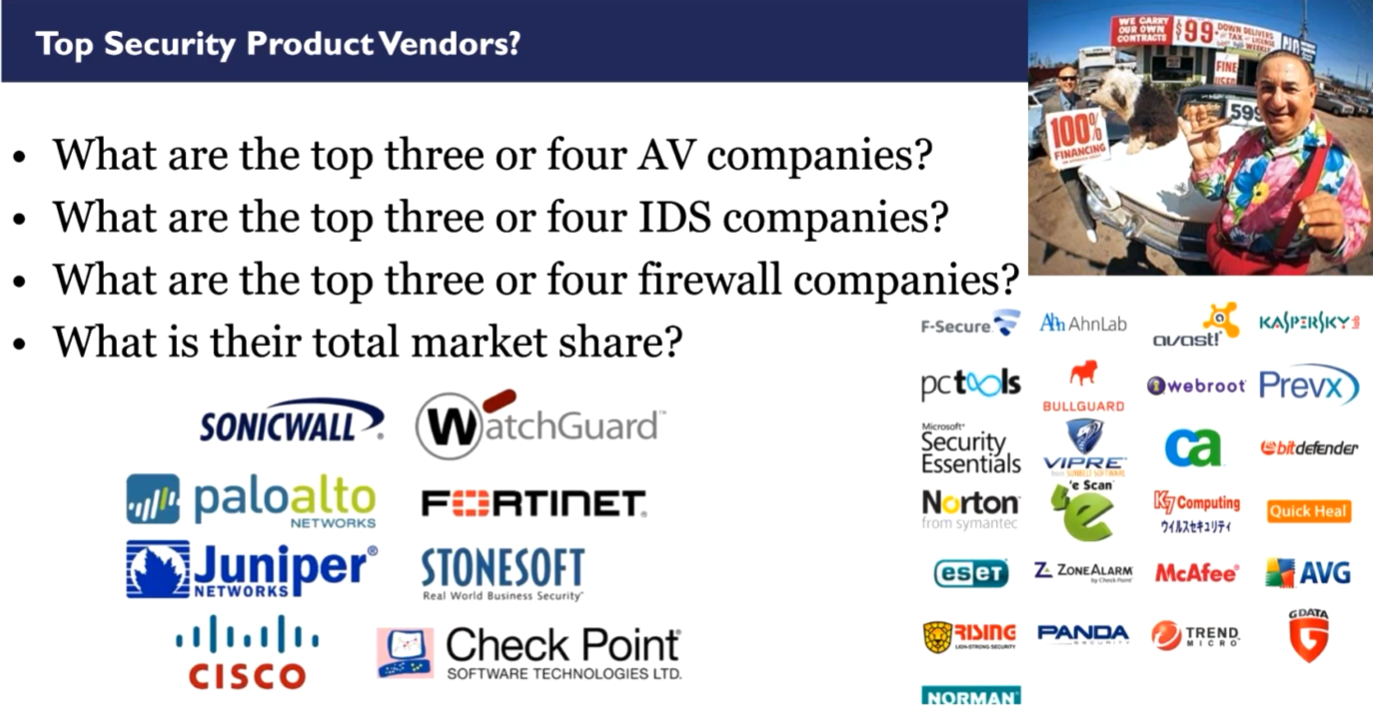 Top Security Product Vendors?
WE CARRY
OUR OWN
CONTRACTS
$99
DOWN DELIVERS
FINE
100%
FINANCING
599
• What are the top three or four AV companies?
• What are the top three or four IDS companies?
• What are the top three or four firewall companies?
• What is their total market share?
SONICWALL
WatchGuard™
paloalto
NETWORKS
FORTINET
Juniper®
NETWORKS
STONESOFT
Real World Business Security
CISCO
Check Point
SOFTWARE TECHNOLOGIES LTD.
F-Secure
AhnLab
avast!
KASPERSKY
pctools
BULLGUARD
webroot
Prevx
Microsoft®
Security
Essentials
VIPRE
ca
bitdefender
Norton
from symantec
e Scan
K7 Computing
ウイルスセキュリティ
Quick Heal
eset
ZONEALARM
by Check Point
McAfee
AVG
RISING
LION-STRONG SECURITY
PANDA
SECURITY
TREND
MICRO
G DATA
NORMAN